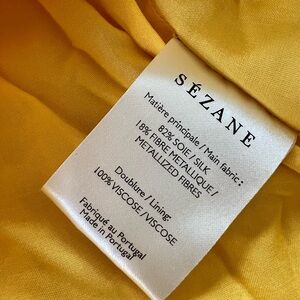 SÉZANE
Matière principale / Main fabric :
82% SOIE / SILK
18% FIBRE METALLIQUE /
METALLIZED FIBRES
Doublure / Lining:
100% VISCOSE / VISCOSE
Fabriqué au Portugal
Made in Portugal